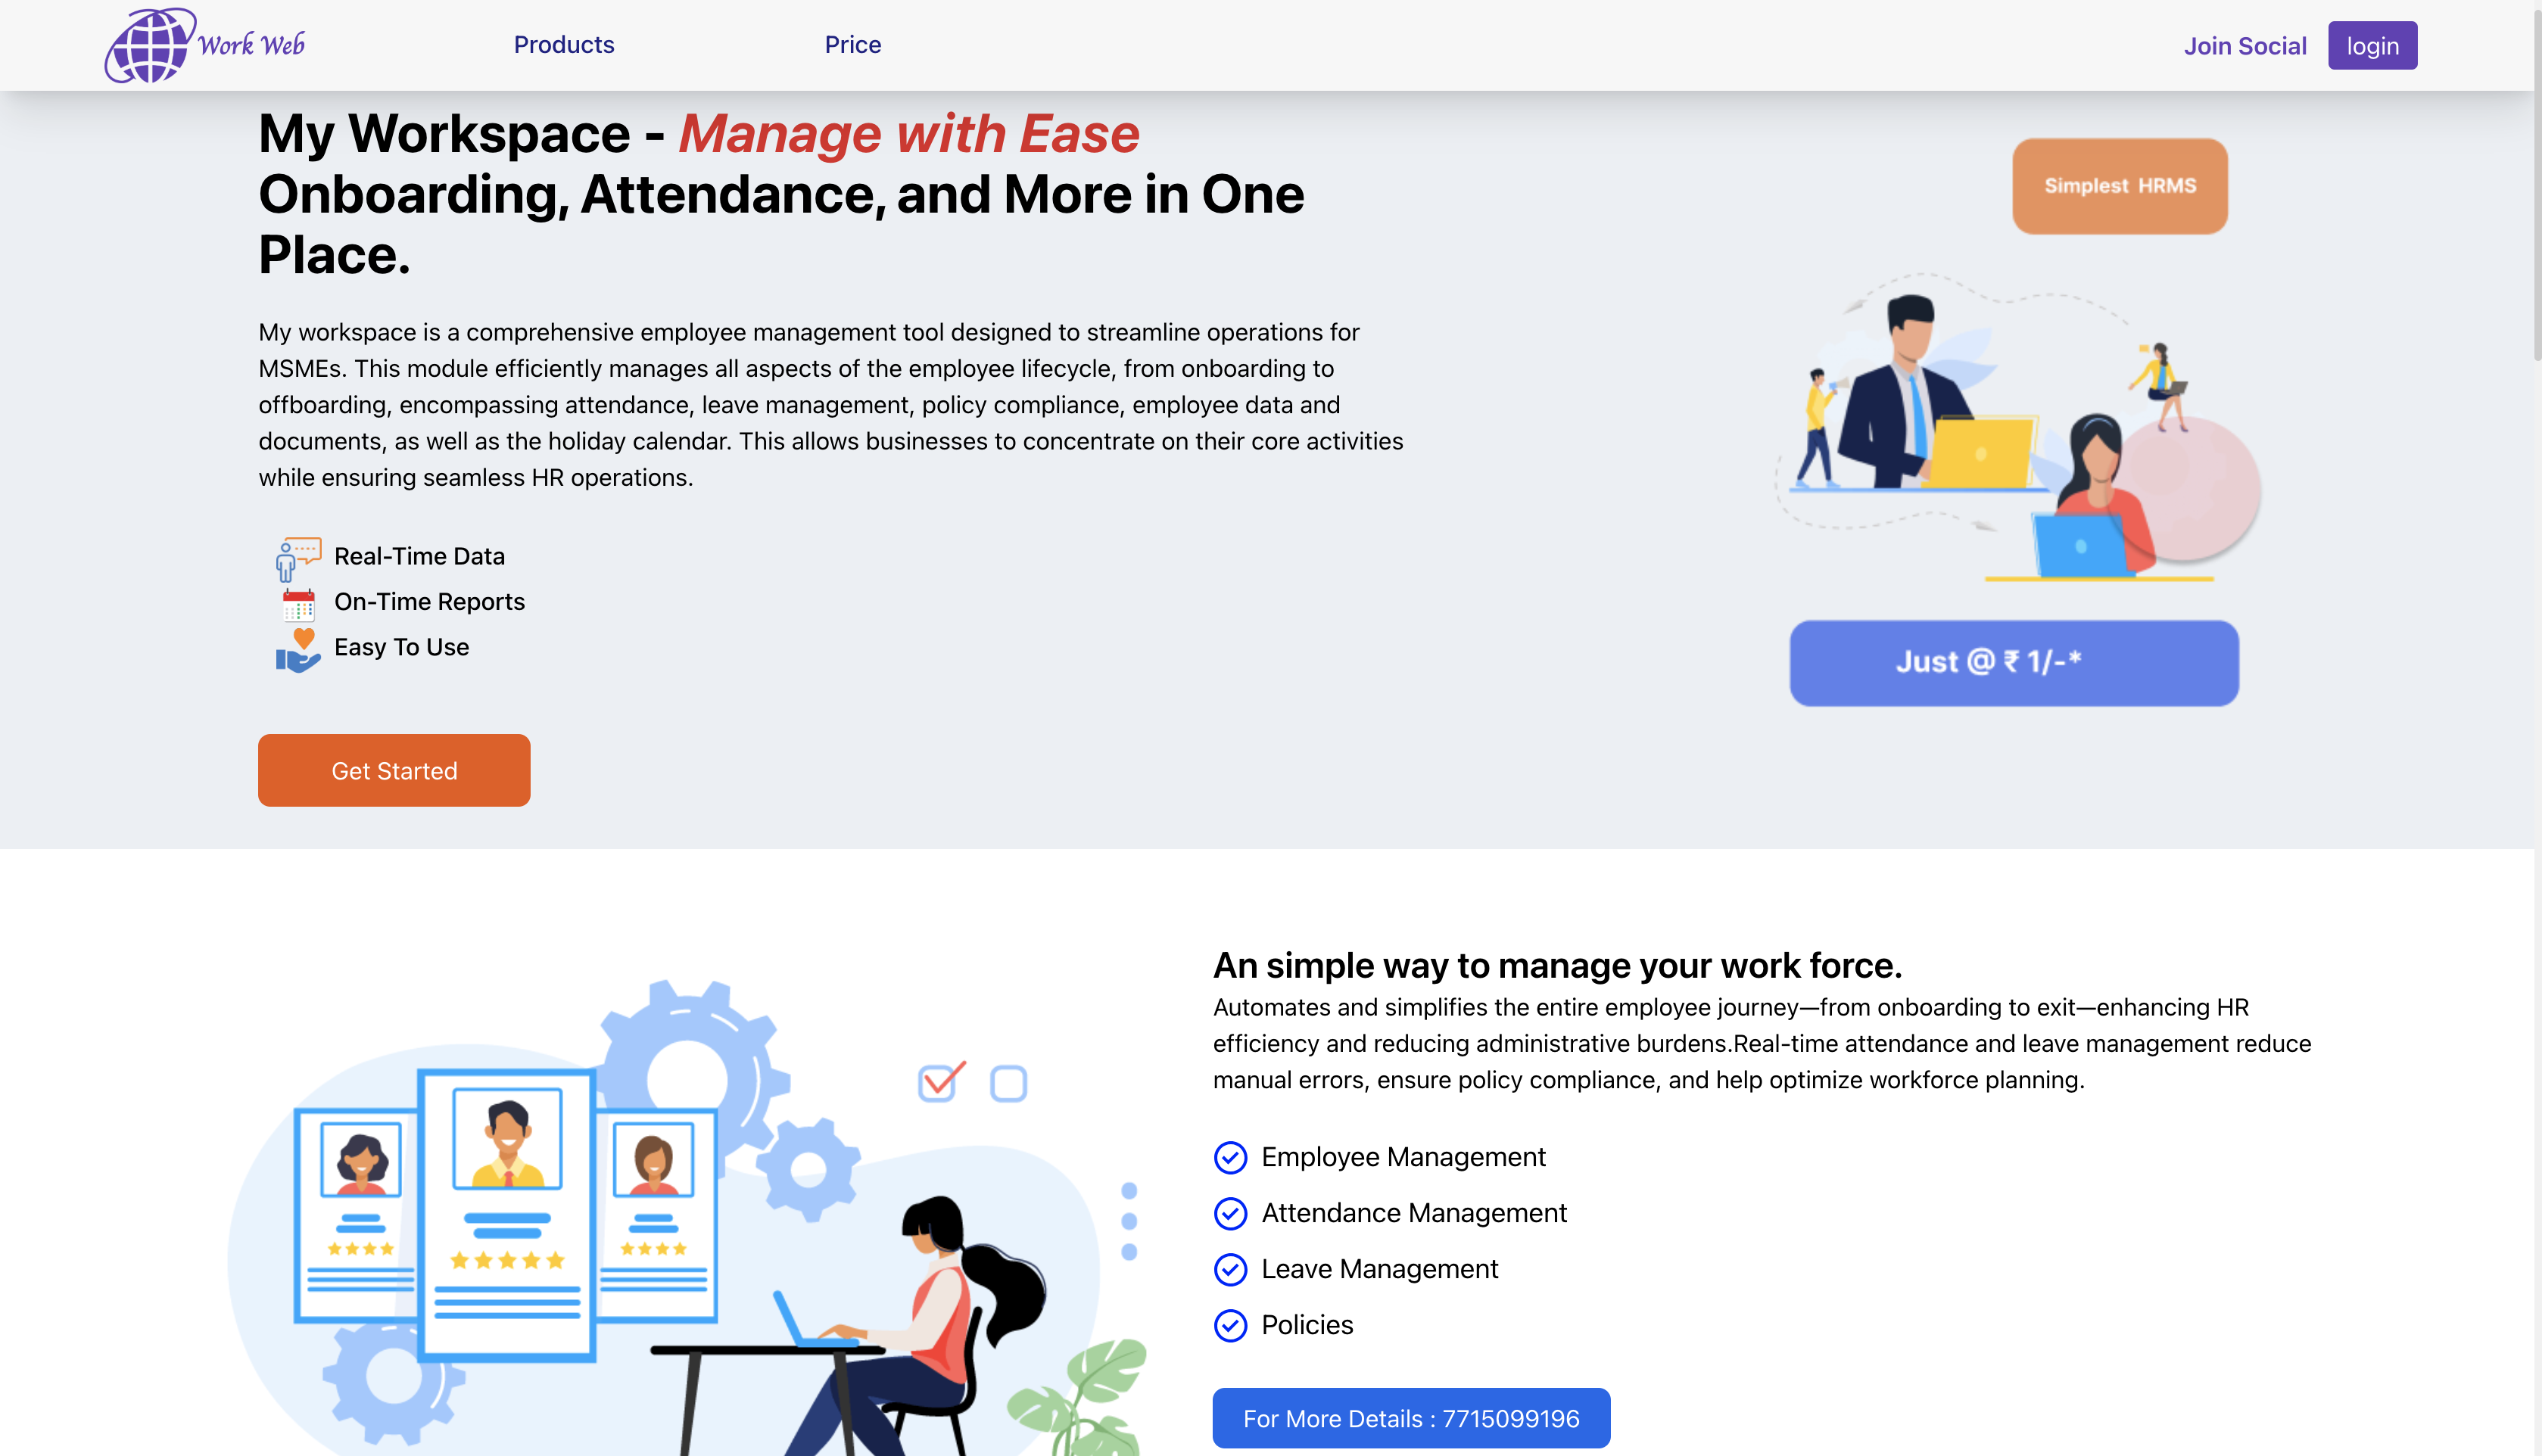 Work Web
Products
Price
Join Social
login
My Workspace - Manage with Ease
Onboarding, Attendance, and More in One
Place.
My workspace is a comprehensive employee management tool designed to streamline operations for
MSMEs. This module efficiently manages all aspects of the employee lifecycle, from onboarding to
offboarding, encompassing attendance, leave management, policy compliance, employee data and
documents, as well as the holiday calendar. This allows businesses to concentrate on their core activities
while ensuring seamless HR operations.
Real-Time Data
On-Time Reports
Easy To Use
Get Started
Simplest HRMS
Just @ ₹ 1/-*
An simple way to manage your work force.
Automates and simplifies the entire employee journey—from onboarding to exit—enhancing HR
efficiency and reducing administrative burdens.Real-time attendance and leave management reduce
manual errors, ensure policy compliance, and help optimize workforce planning.
Employee Management
Attendance Management
Leave Management
Policies
For More Details : 7715099196